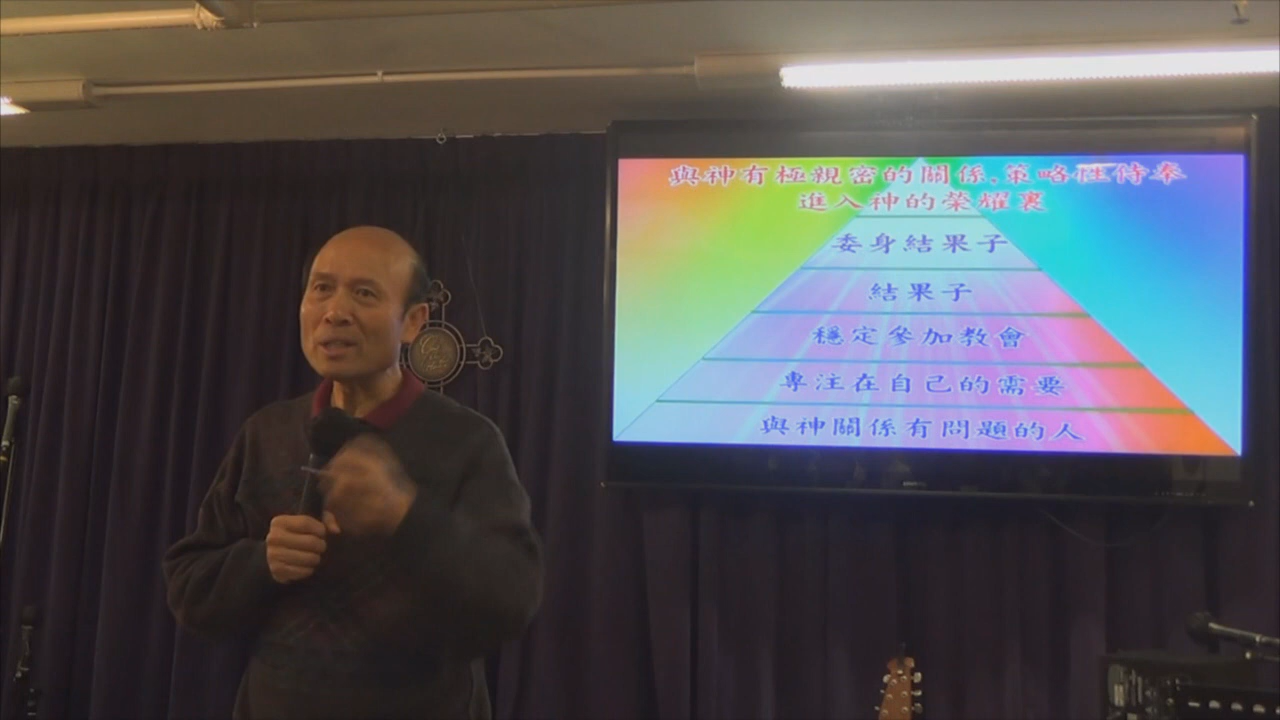 與神有極親密的關係,策略性侍奉
進入神的榮耀裏
委身結果子
結果子
穩定參加教會
專注在自己的需要
與神關係有問題的人